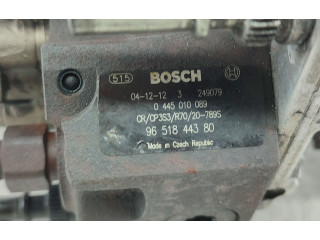 515 BOSCH
04-12-12 3 249079
0 445 010 089
CR/CP3S3/R70/20-789S
96 518 443 80
Made in Czech Republic